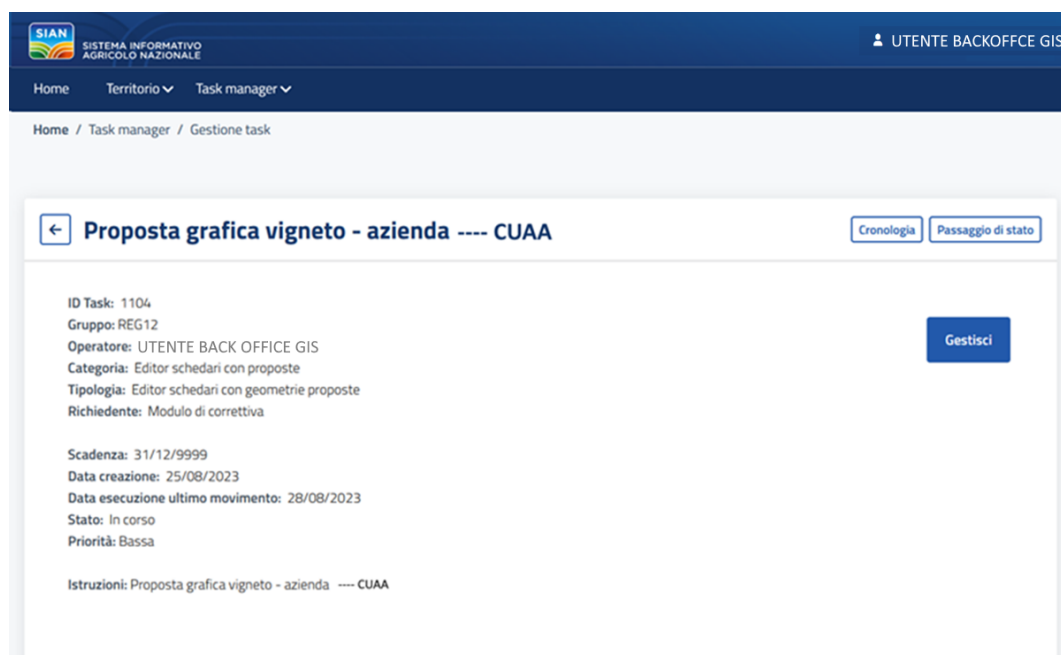 SIAN
SISTEMA INFORMATIVO
AGRICOLO NAZIONALE
UTENTE BACKOFFCE GIS
Home Territorio Task manager
Home / Task manager / Gestione task
Proposta grafica vigneto - azienda ---- CUAA
Cronologia Passaggio di stato
ID Task: 1104
Gruppo: REG12
Operatore: UTENTE BACK OFFICE GIS
Categoria: Editor schedari con proposte
Tipologia: Editor schedari con geometrie proposte
Richiedente: Modulo di correttiva
Gestisci
Scadenza: 31/12/9999
Data creazione: 25/08/2023
Data esecuzione ultimo movimento: 28/08/2023
Stato: In corso
Priorità: Bassa
Istruzioni: Proposta grafica vigneto - azienda ---- CUAA